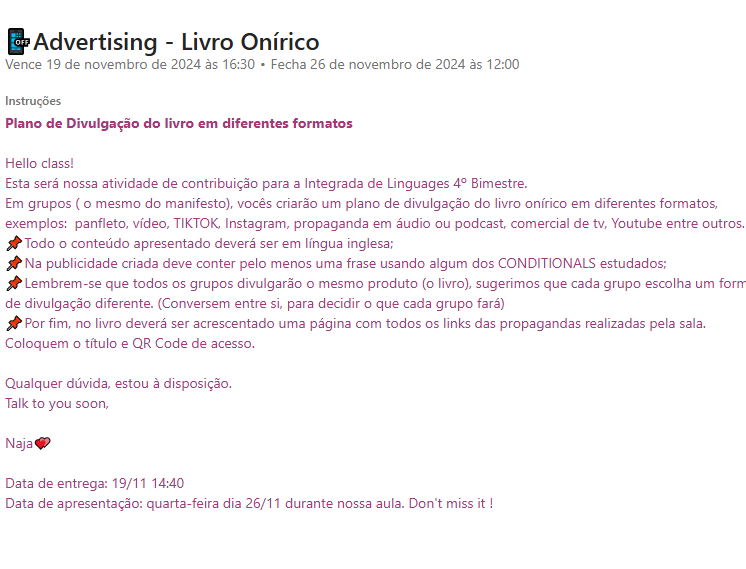 OFF Advertising - Livro Onírico
Vence 19 de novembro de 2024 às 16:30 • Fecha 26 de novembro de 2024 às 12:00
Instruções
Plano de Divulgação do livro em diferentes formatos
Hello class!
Esta será nossa atividade de contribuição para a Integrada de Linguages 4º Bimestre.
Em grupos ( o mesmo do manifesto), vocês criarão um plano de divulgação do livro onírico em diferentes formatos,
exemplos: panfleto, vídeo, TIKTOK, Instagram, propaganda em áudio ou podcast, comercial de tv, Youtube entre outros.
📌Todo o conteúdo apresentado deverá ser em língua inglesa;
📌Na publicidade criada deve conter pelo menos uma frase usando algum dos CONDITIONALS estudados;
📌Lembrem-se que todos os grupos divulgarão o mesmo produto (o livro), sugerimos que cada grupo escolha um form
de divulgação diferente. (Conversem entre si, para decidir o que cada grupo fará)
📌Por fim, no livro deverá ser acrescentado uma página com todos os links das propagandas realizadas pela sala.
Coloquem o título e QR Code de acesso.
Qualquer dúvida, estou à disposição.
Talk to you soon,
Naja💕
Data de entrega: 19/11 14:40
Data de apresentação: quarta-feira dia 26/11 durante nossa aula. Don't miss it !